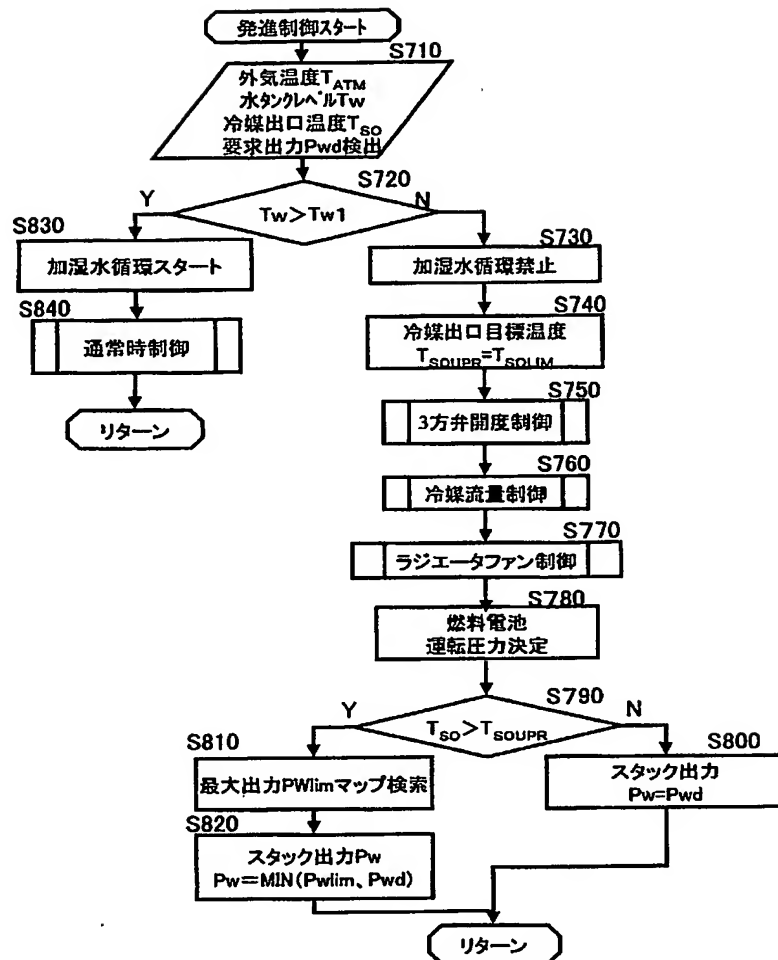 発進制御スタート
S710
外気温度TATM
水タンクレベルTw
冷媒出口温度TSO
要求出力Pwd検出
S720
Y
N
Tw＞Tw1
S830
加湿水循環スタート
S730
加湿水循環禁止
S840
通常時制御
S740
冷媒出口目標温度
TSOUPR=TSOLIM
リターン
S750
3方弁開度制御
S760
冷媒流量制御
S770
ラジエータファン制御
S780
燃料電池
運転圧力決定
S790
Y
N
TSO＞TSOUPR
S810
最大出力PWlimマップ検索
S800
スタック出力
Pw=Pwd
S820
スタック出力Pw
Pw＝MIN(Pwlim、Pwd)
リターン